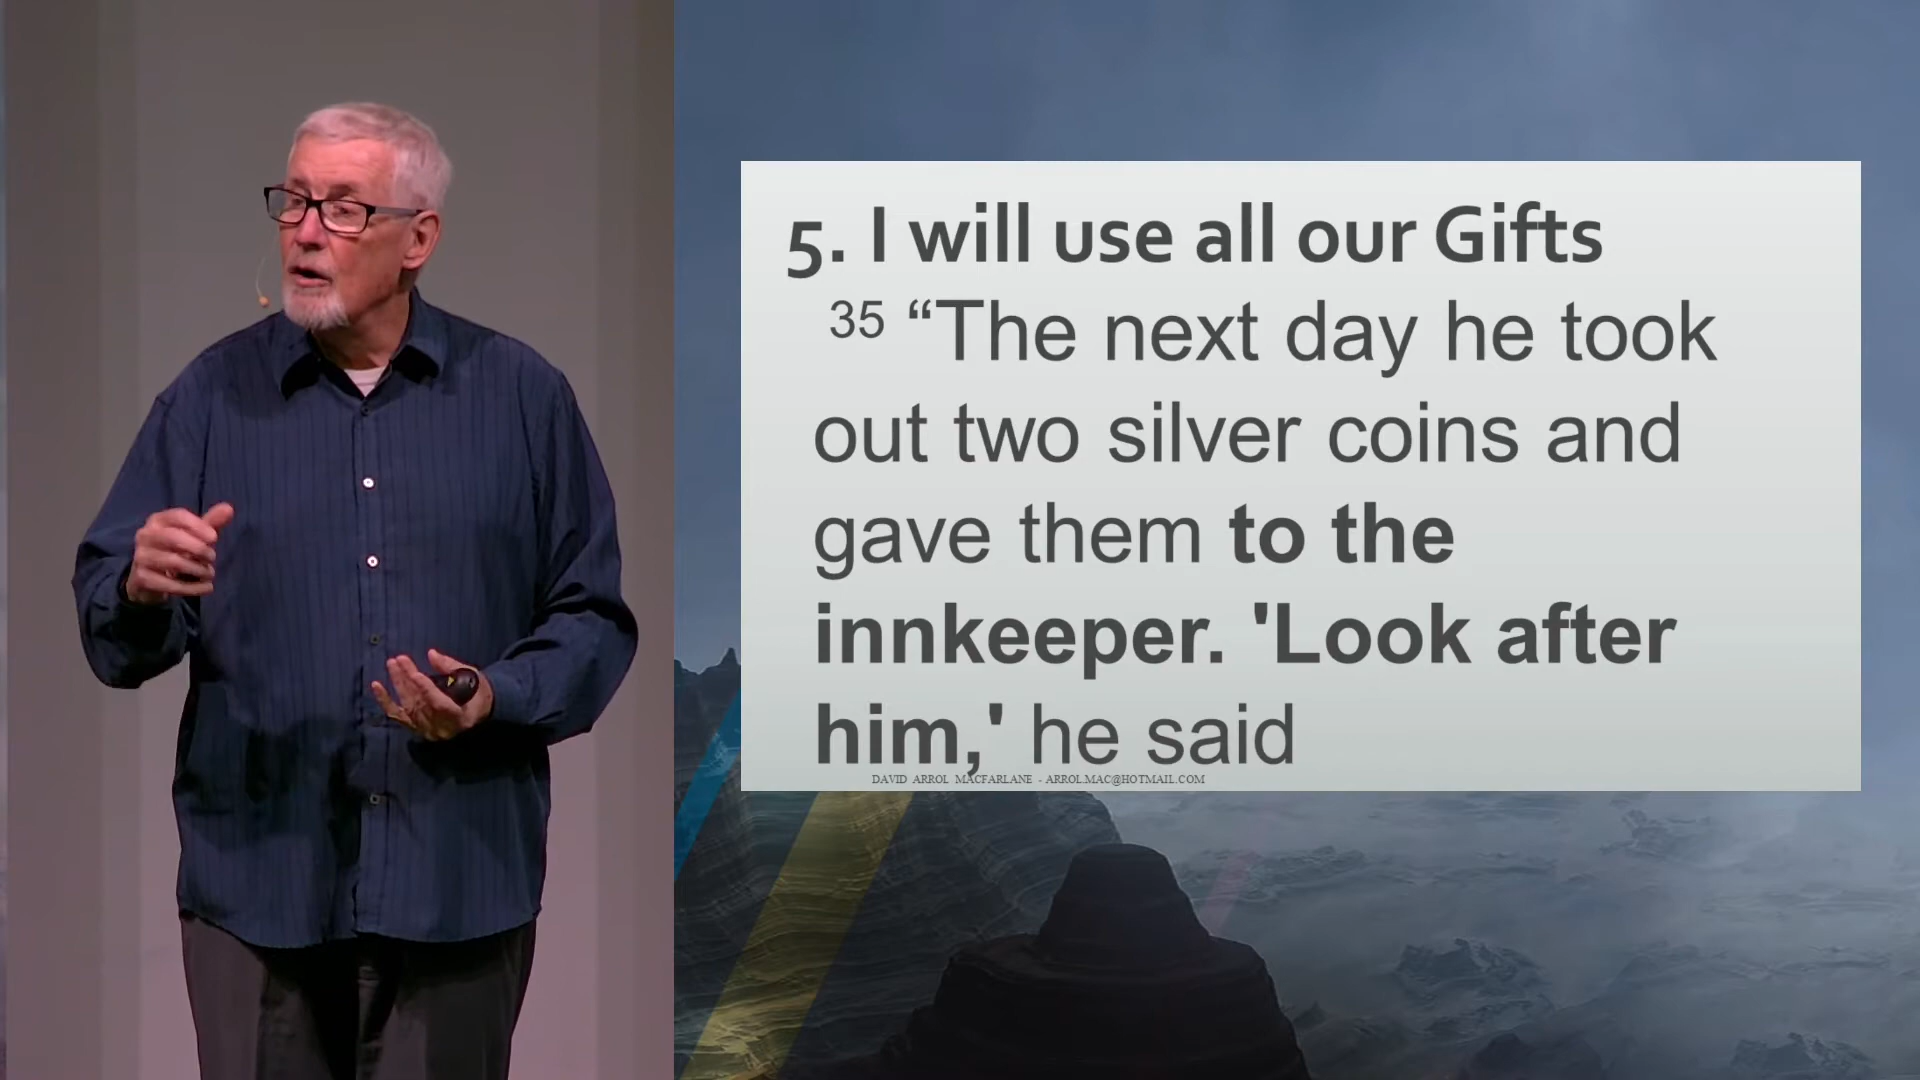 5. I will use all our Gifts
35 “The next day he took
out two silver coins and
gave them to the
innkeeper. 'Look after
him,' he said
DAVID ARROL MACFARLANE - ARROL.MAC@HOTMAIL.COM